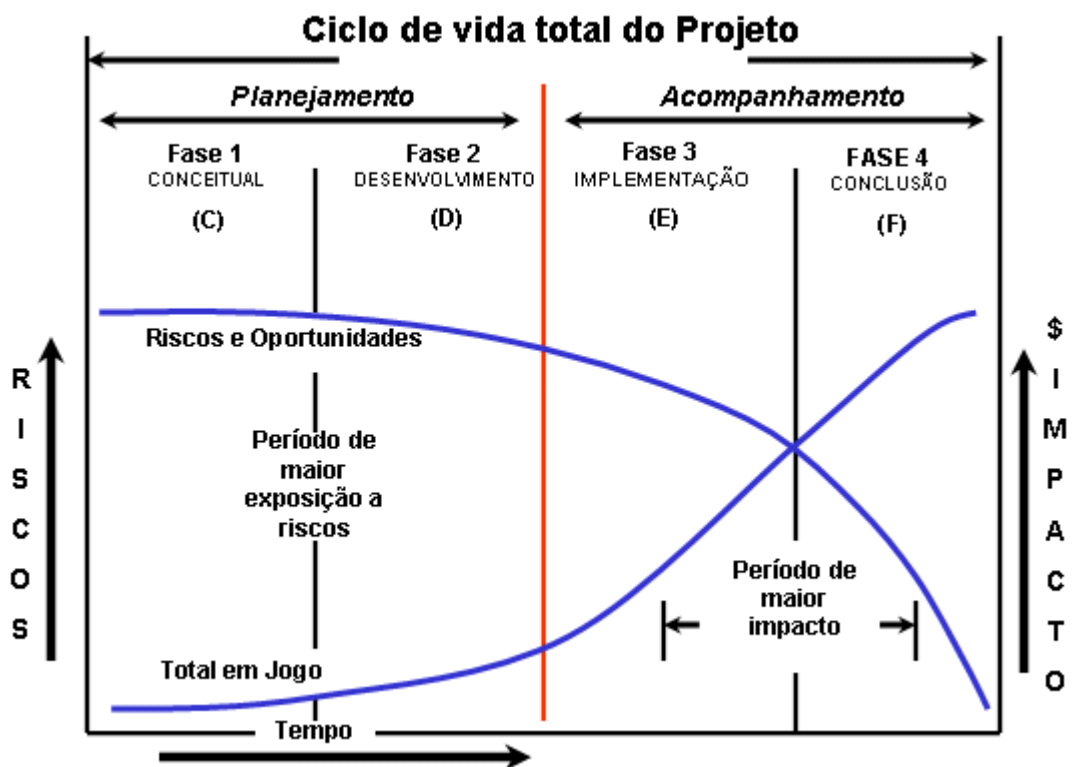 Ciclo de vida total do Projeto
Planejamento
Acompanhamento
Fase 1
CONCEITUAL
(C)
Fase 2
DESENVOLVIMENTO
(D)
Fase 3
IMPLEMENTAÇÃO
(E)
FASE 4
CONCLUSÃO
(F)
Riscos e Oportunidades
R
I
S
C
O
S
Período de
maior
exposição a
riscos
Período de
maior
impacto
$
I
M
P
A
C
T
O
Total em Jogo
Tempo